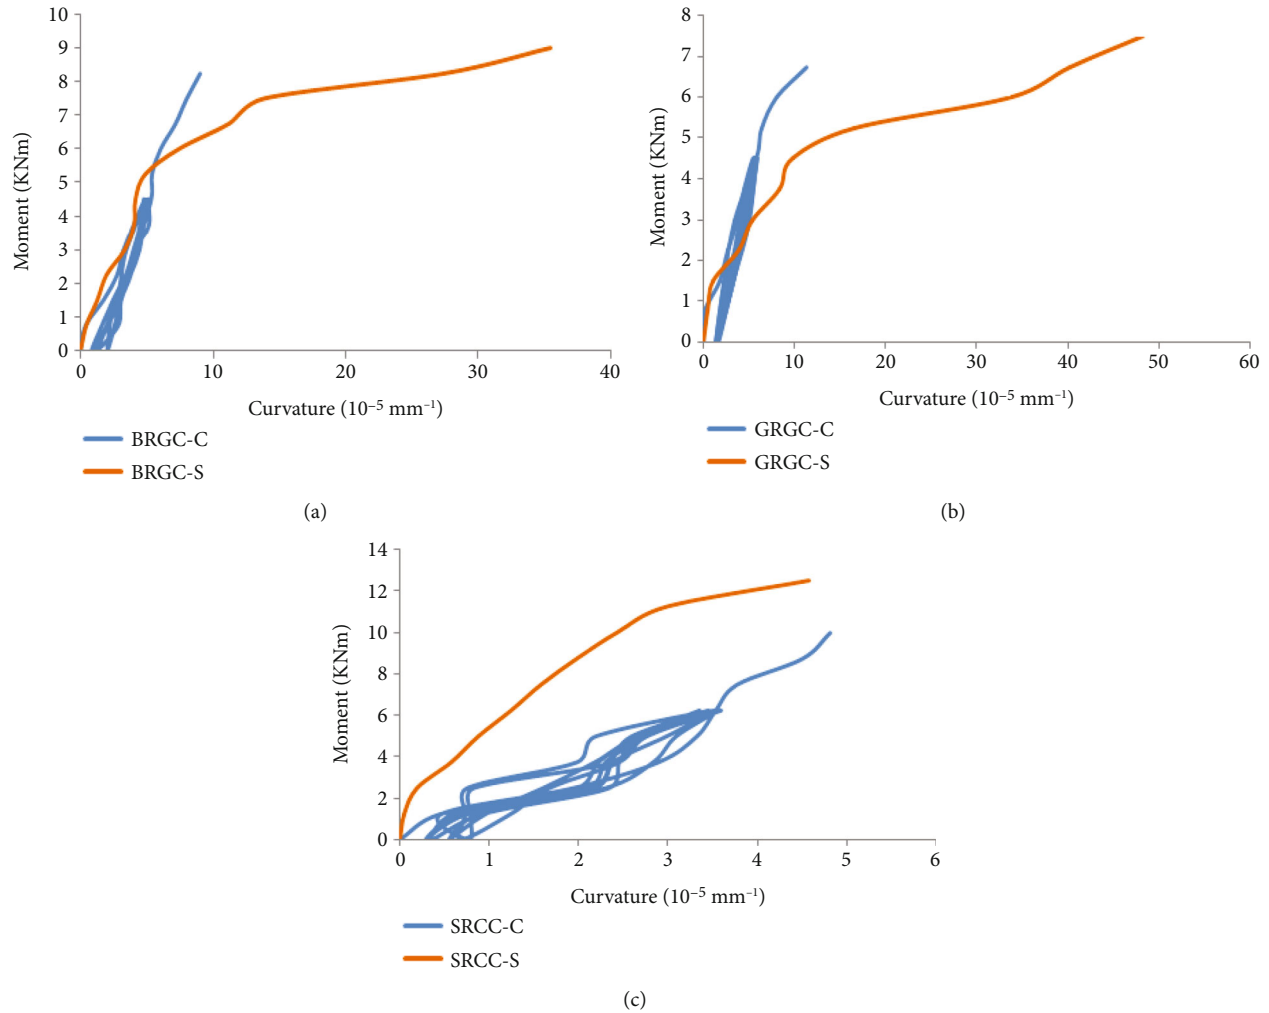 10
9
8
7
6
5
4
3
2
1
0
Moment (KNm)
0 10 20 30 40
Curvature (10⁻⁵ mm⁻¹)
BRGC-C
BRGC-S
(a)
8
7
6
5
4
3
2
1
0
Moment (KNm)
0 10 20 30 40 50 60
Curvature (10⁻⁵ mm⁻¹)
GRGC-C
GRGC-S
(b)
14
12
10
8
6
4
2
0
Moment (KNm)
0 1 2 3 4 5 6
Curvature (10⁻⁵ mm⁻¹)
SRCC-C
SRCC-S
(c)